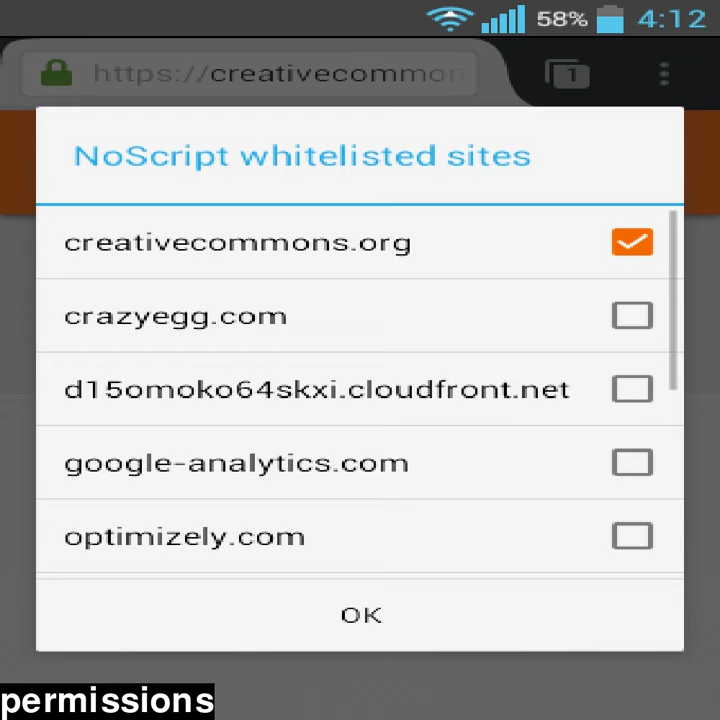 58% 4:12
https://creativecommon
1
NoScript whitelisted sites
creativecommons.org
crazyegg.com
d15omoko64skxi.cloudfront.net
google-analytics.com
optimizely.com
OK
permissions